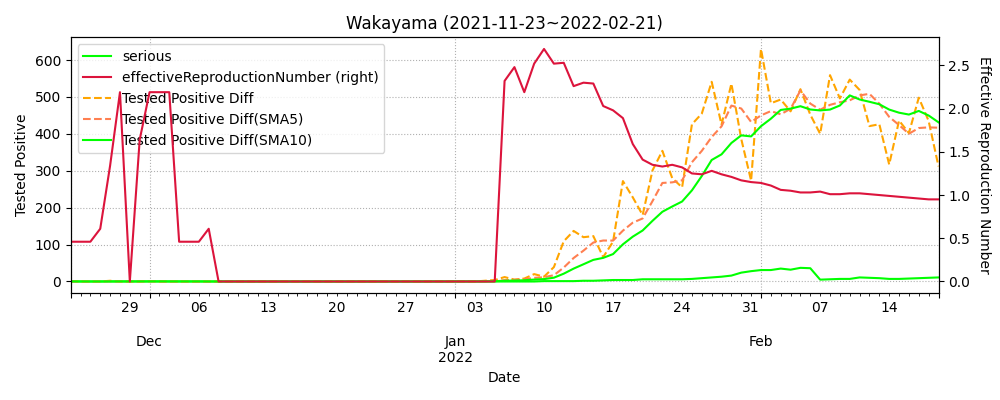 Wakayama (2021-11-23~2022-02-21)
serious
effectiveReproductionNumber (right)
Tested Positive Diff
Tested Positive Diff(SMA5)
Tested Positive Diff(SMA10)
Tested Positive
600
500
400
300
200
100
0
2.5
2.0
1.5
1.0
0.5
0.0
Effective Reproduction Number
29 06 13 20 27 03 10 17 24 31 07 14
Dec Jan Feb
2022
Date